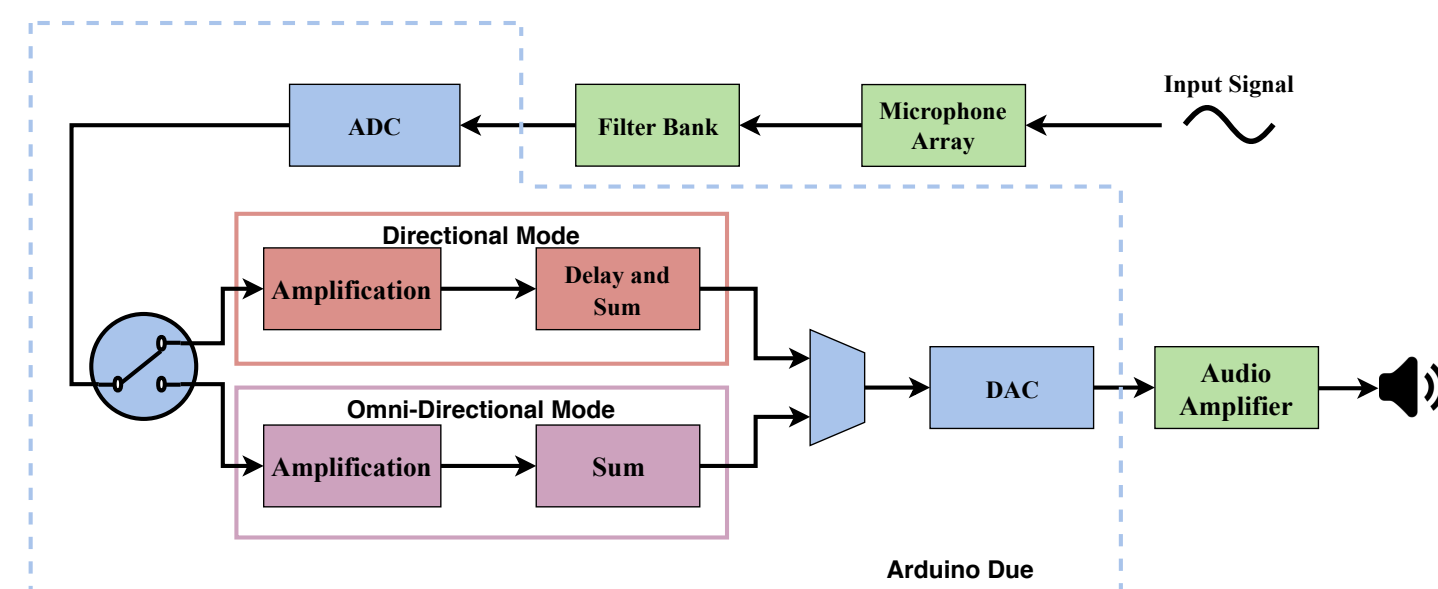 Input Signal
ADC
Filter Bank
Microphone
Array
Directional Mode
Amplification
Delay and
Sum
Omni-Directional Mode
Amplification
Sum
DAC
Audio
Amplifier
Arduino Due